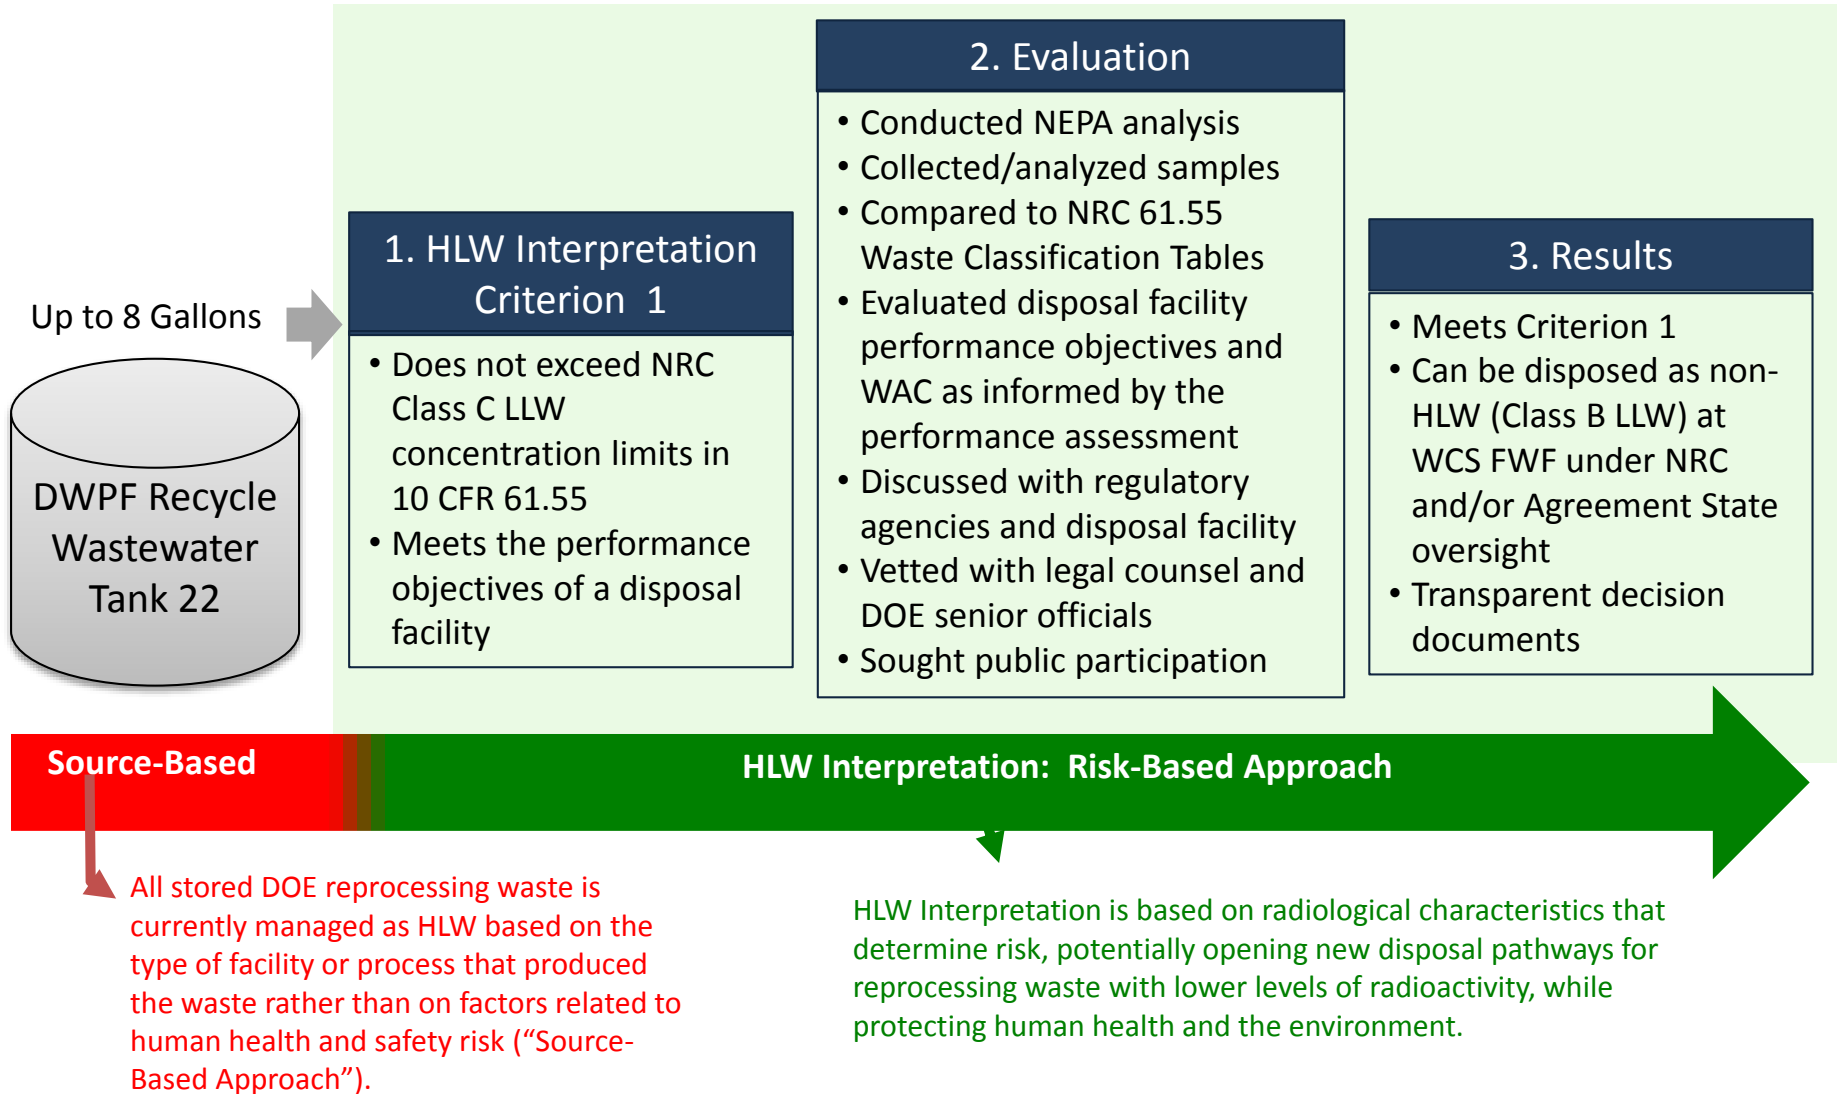 Up to 8 Gallons
DWPF Recycle
Wastewater
Tank 22
1. HLW Interpretation
Criterion 1
• Does not exceed NRC
Class C LLW
concentration limits in
10 CFR 61.55
• Meets the performance
objectives of a disposal
facility
2. Evaluation
• Conducted NEPA analysis
• Collected/analyzed samples
• Compared to NRC 61.55
Waste Classification Tables
• Evaluated disposal facility
performance objectives and
WAC as informed by the
performance assessment
• Discussed with regulatory
agencies and disposal facility
• Vetted with legal counsel and
DOE senior officials
• Sought public participation
3. Results
• Meets Criterion 1
• Can be disposed as non-
HLW (Class B LLW) at
WCS FWF under NRC
and/or Agreement State
oversight
• Transparent decision
documents
Source-Based
HLW Interpretation: Risk-Based Approach
All stored DOE reprocessing waste is
currently managed as HLW based on the
type of facility or process that produced
the waste rather than on factors related to
human health and safety risk (“Source-
Based Approach”).
HLW Interpretation is based on radiological characteristics that
determine risk, potentially opening new disposal pathways for
reprocessing waste with lower levels of radioactivity, while
protecting human health and the environment.